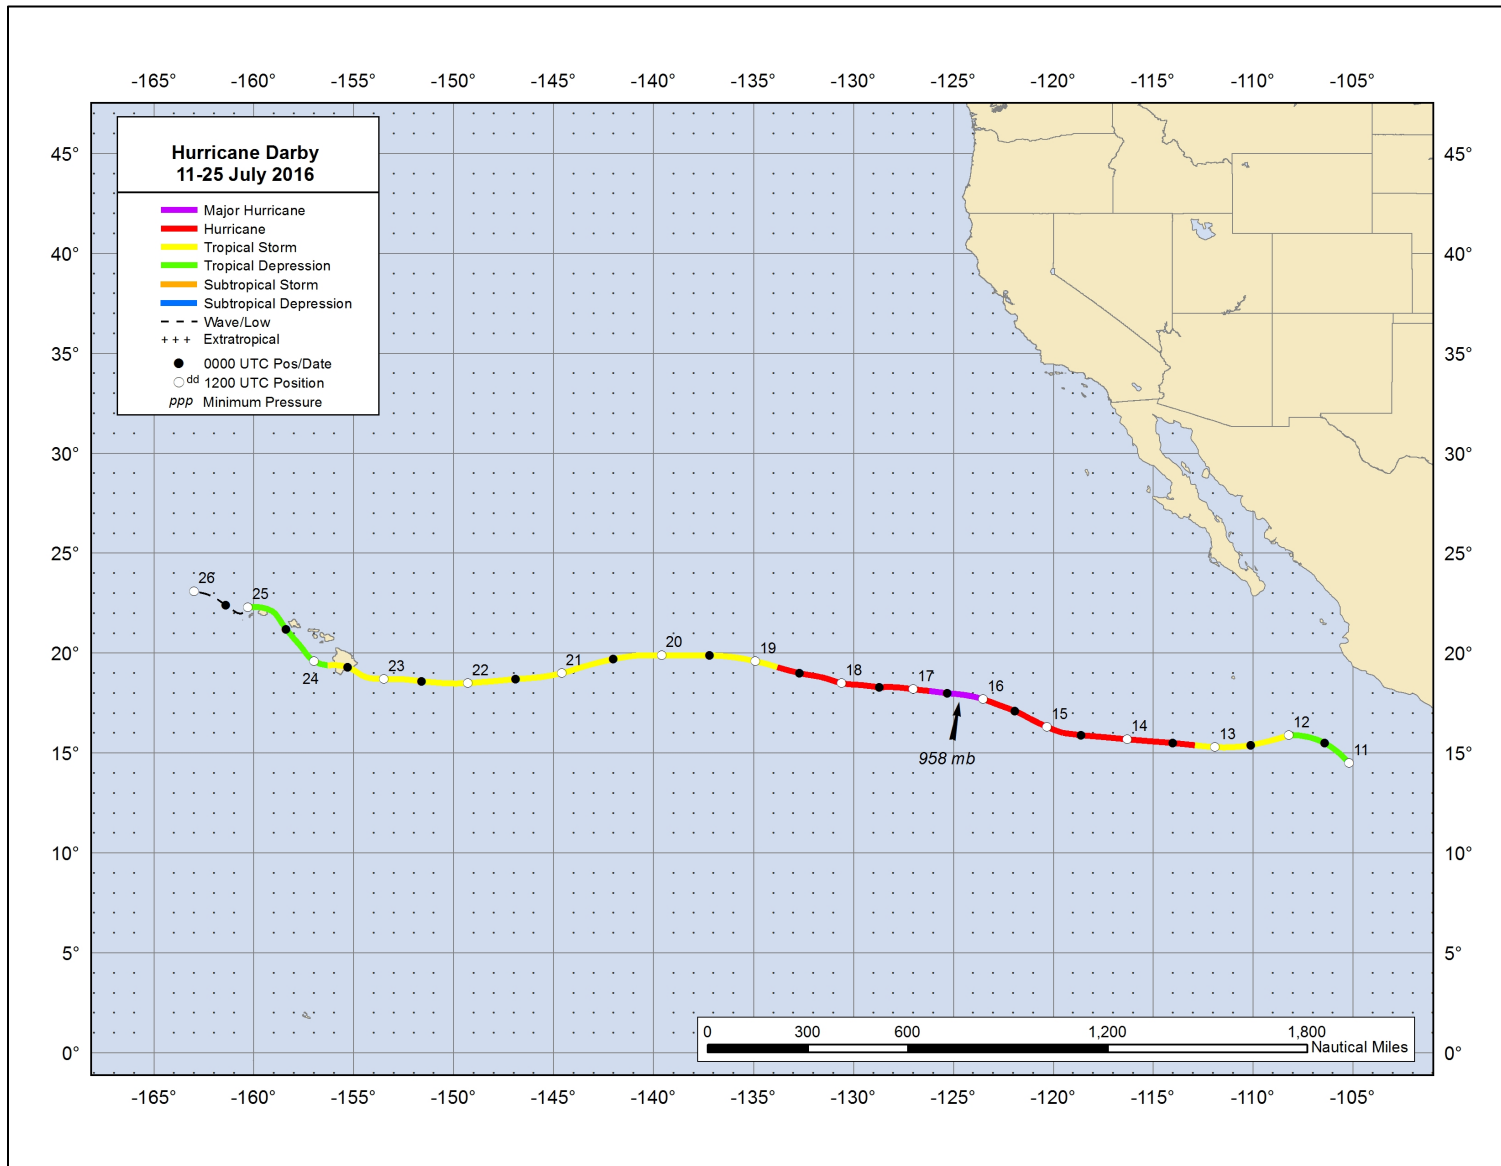 -165° -160° -155° -150° -145° -140° -135° -130° -125° -120° -115° -110° -105°
Hurricane Darby
11-25 July 2016
Major Hurricane
Hurricane
Tropical Storm
Tropical Depression
Subtropical Storm
Subtropical Depression
Wave/Low
+++ Extratropical
0000 UTC Pos/Date
dd 1200 UTC Position
ppp Minimum Pressure
45° 45°
40° 40°
35° 35°
30° 30°
25° 25°
26 25
20° 24 23 22 21 20 19 18 17 16 20°
15° 958 mb 15 14 13 12 11 15°
10° 10°
5° 5°
0 300 600 1,200 1,800
Nautical Miles
0° 0°
-165° -160° -155° -150° -145° -140° -135° -130° -125° -120° -115° -110° -105°